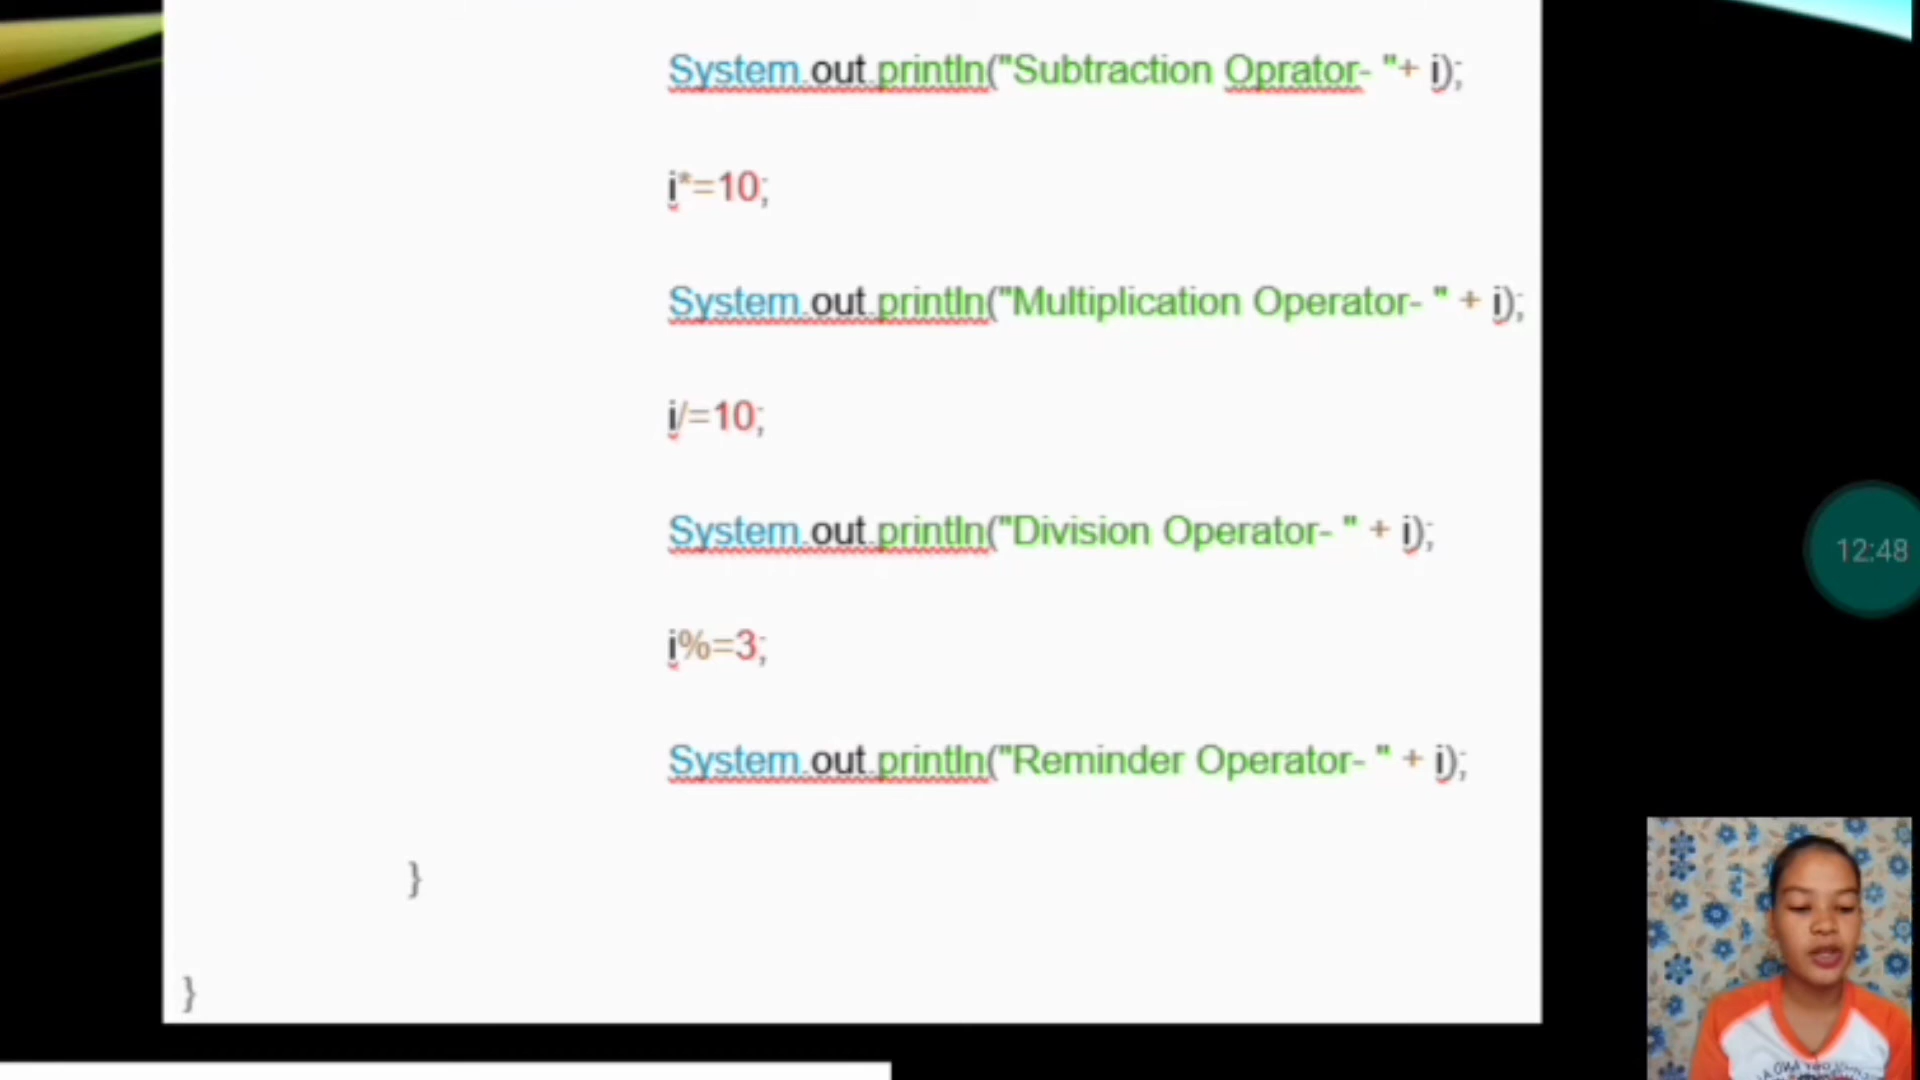 System.out.println("Subtraction Oprator- "+ i);
i*=10;
System.out.println("Multiplication Operator- " + i);
i/=10;
System.out.println("Division Operator- " + i);
i%=3;
System.out.println("Reminder Operator- " + i);
}
}
12:48